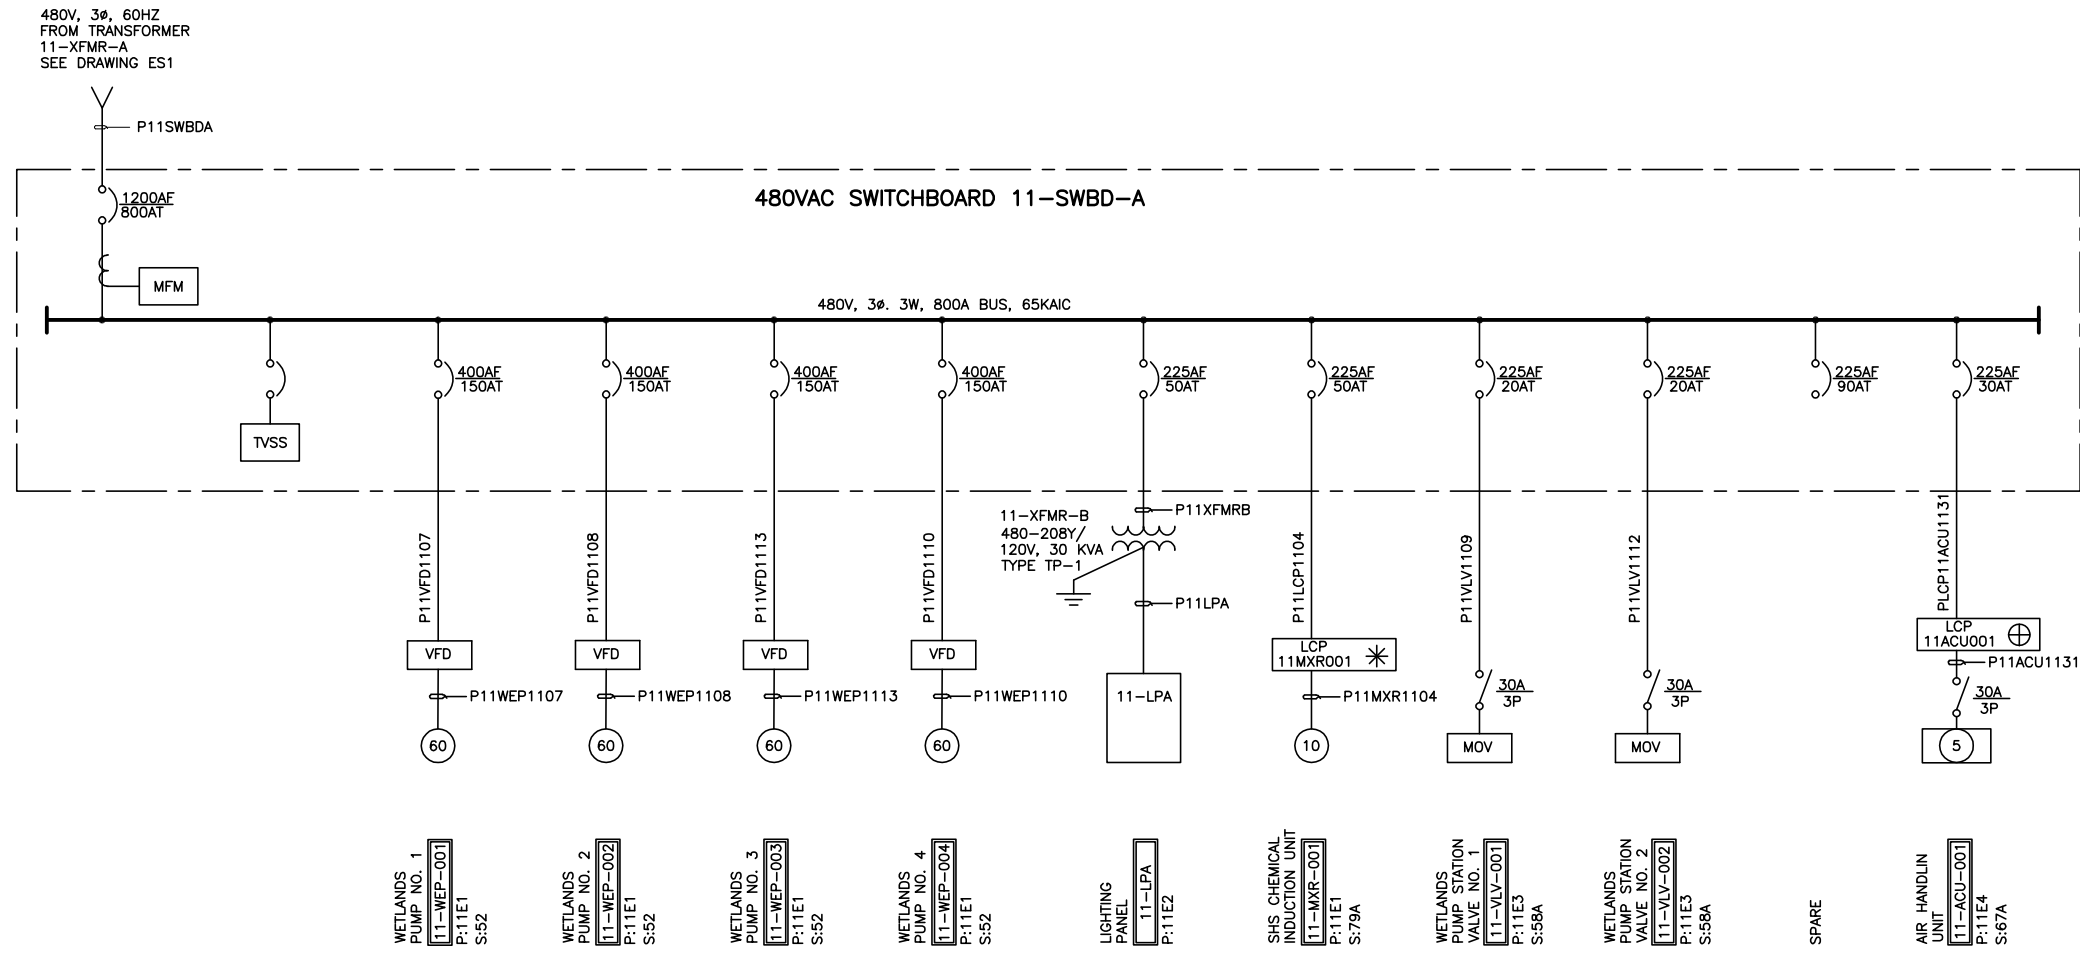 480V, 3ø, 60HZ
FROM TRANSFORMER
11-XFMR-A
SEE DRAWING ES1
P11SWBDA
480VAC SWITCHBOARD 11-SWBD-A
1200AF
800AT
MFM
480V, 3ø. 3W, 800A BUS, 65KAIC
TVSS
400AF
150AT
400AF
150AT
400AF
150AT
400AF
150AT
225AF
50AT
225AF
50AT
225AF
20AT
225AF
20AT
225AF
90AT
225AF
30AT
P11VFD1107
P11VFD1108
P11VFD1113
P11VFD1110
11-XFMR-B
480-208Y/
120V, 30 KVA
TYPE TP-1
P11XFMRB
P11LPA
P11LCP1104
P11VLV1109
P11VLV1112
PLCP11ACU1131
VFD
VFD
VFD
VFD
LCP
11MXR001
LCP
11ACU001
P11ACU1131
P11WEP1107
P11WEP1108
P11WEP1113
P11WEP1110
11-LPA
P11MXR1104
30A
3P
30A
3P
30A
3P
60
60
60
60
10
MOV
MOV
5
WETLANDS
PUMP NO. 1
11-WEP-001
P:11E1
S:52
WETLANDS
PUMP NO. 2
11-WEP-002
P:11E1
S:52
WETLANDS
PUMP NO. 3
11-WEP-003
P:11E1
S:52
WETLANDS
PUMP NO. 4
11-WEP-004
P:11E1
S:52
LIGHTING
PANEL
11-LPA
P:11E2
SHS CHEMICAL
INDUCTION UNIT
11-MXR-001
P:11E1
S:79A
WETLANDS
PUMP STATION
VALVE NO. 1
11-VLV-001
P:11E3
S:58A
WETLANDS
PUMP STATION
VALVE NO. 2
11-VLV-002
P:11E3
S:58A
SPARE
AIR HANDLIN
UNIT
11-ACU-001
P:11E4
S:67A